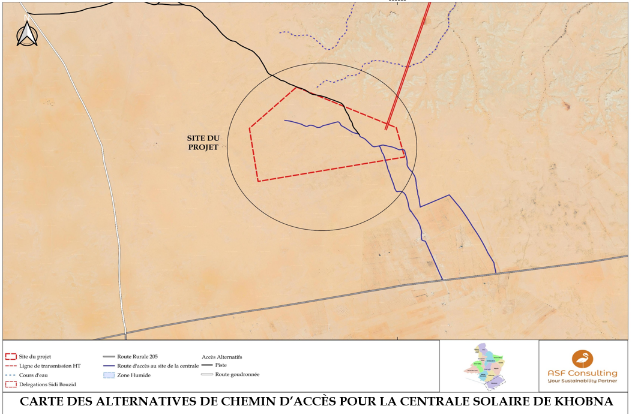 SITE DU
PROJET
Site du projet
Ligne de transmission HT
Cours d'eau
Delegations Sidi Bouzid
Route Rurale 205
Route d'accès au site de la centrale
Zone Humide
Accès Alternatifs
Piste
Route goudronnée
ASF Consulting
Your Sustainability Partner
CARTE DES ALTERNATIVES DE CHEMIN D'ACCÈS POUR LA CENTRALE SOLAIRE DE KHOBNA